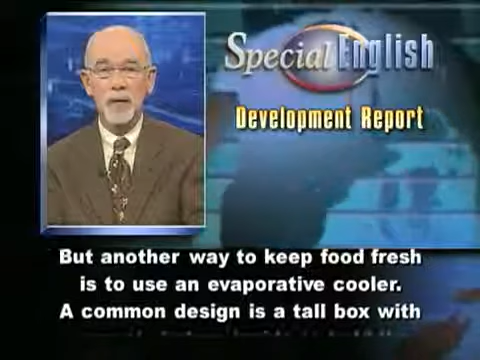 Special English
Development Report
But another way to keep food fresh
is to use an evaporative cooler.
A common design is a tall box with